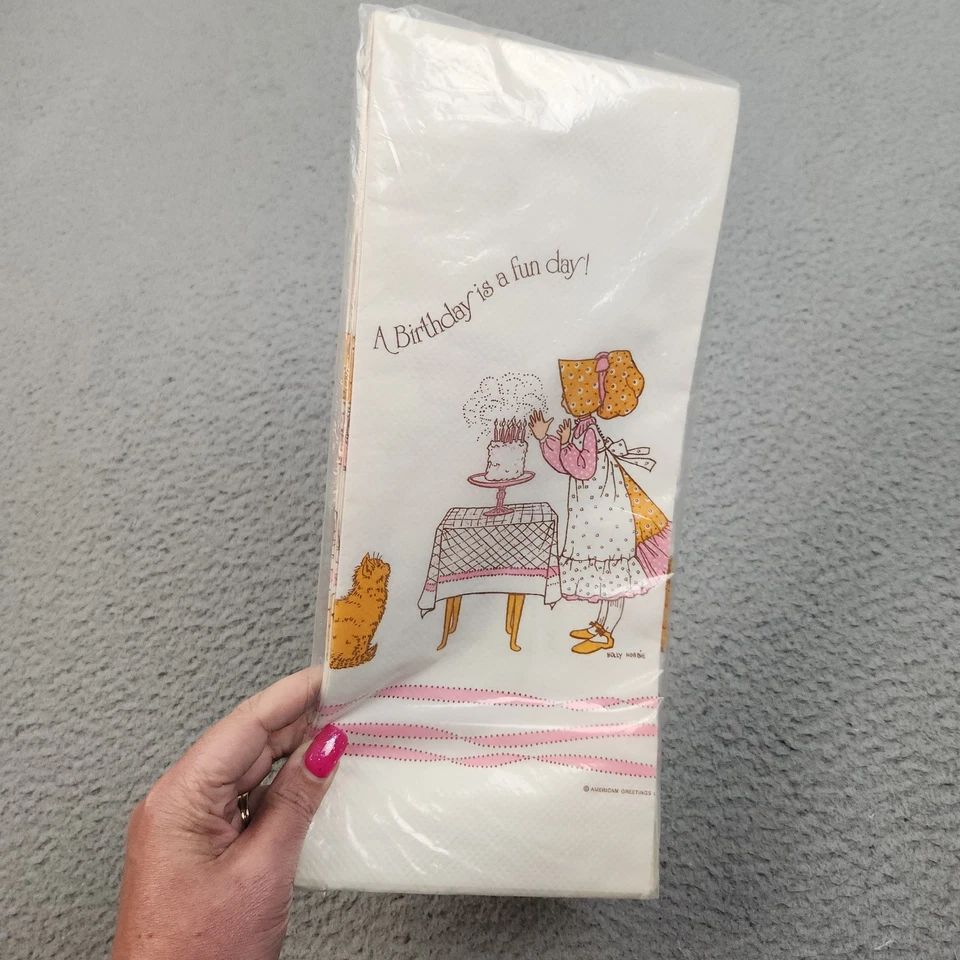 A Birthday is a fun day!
HOLLY HOBBIE
© AMERICAN GREETINGS